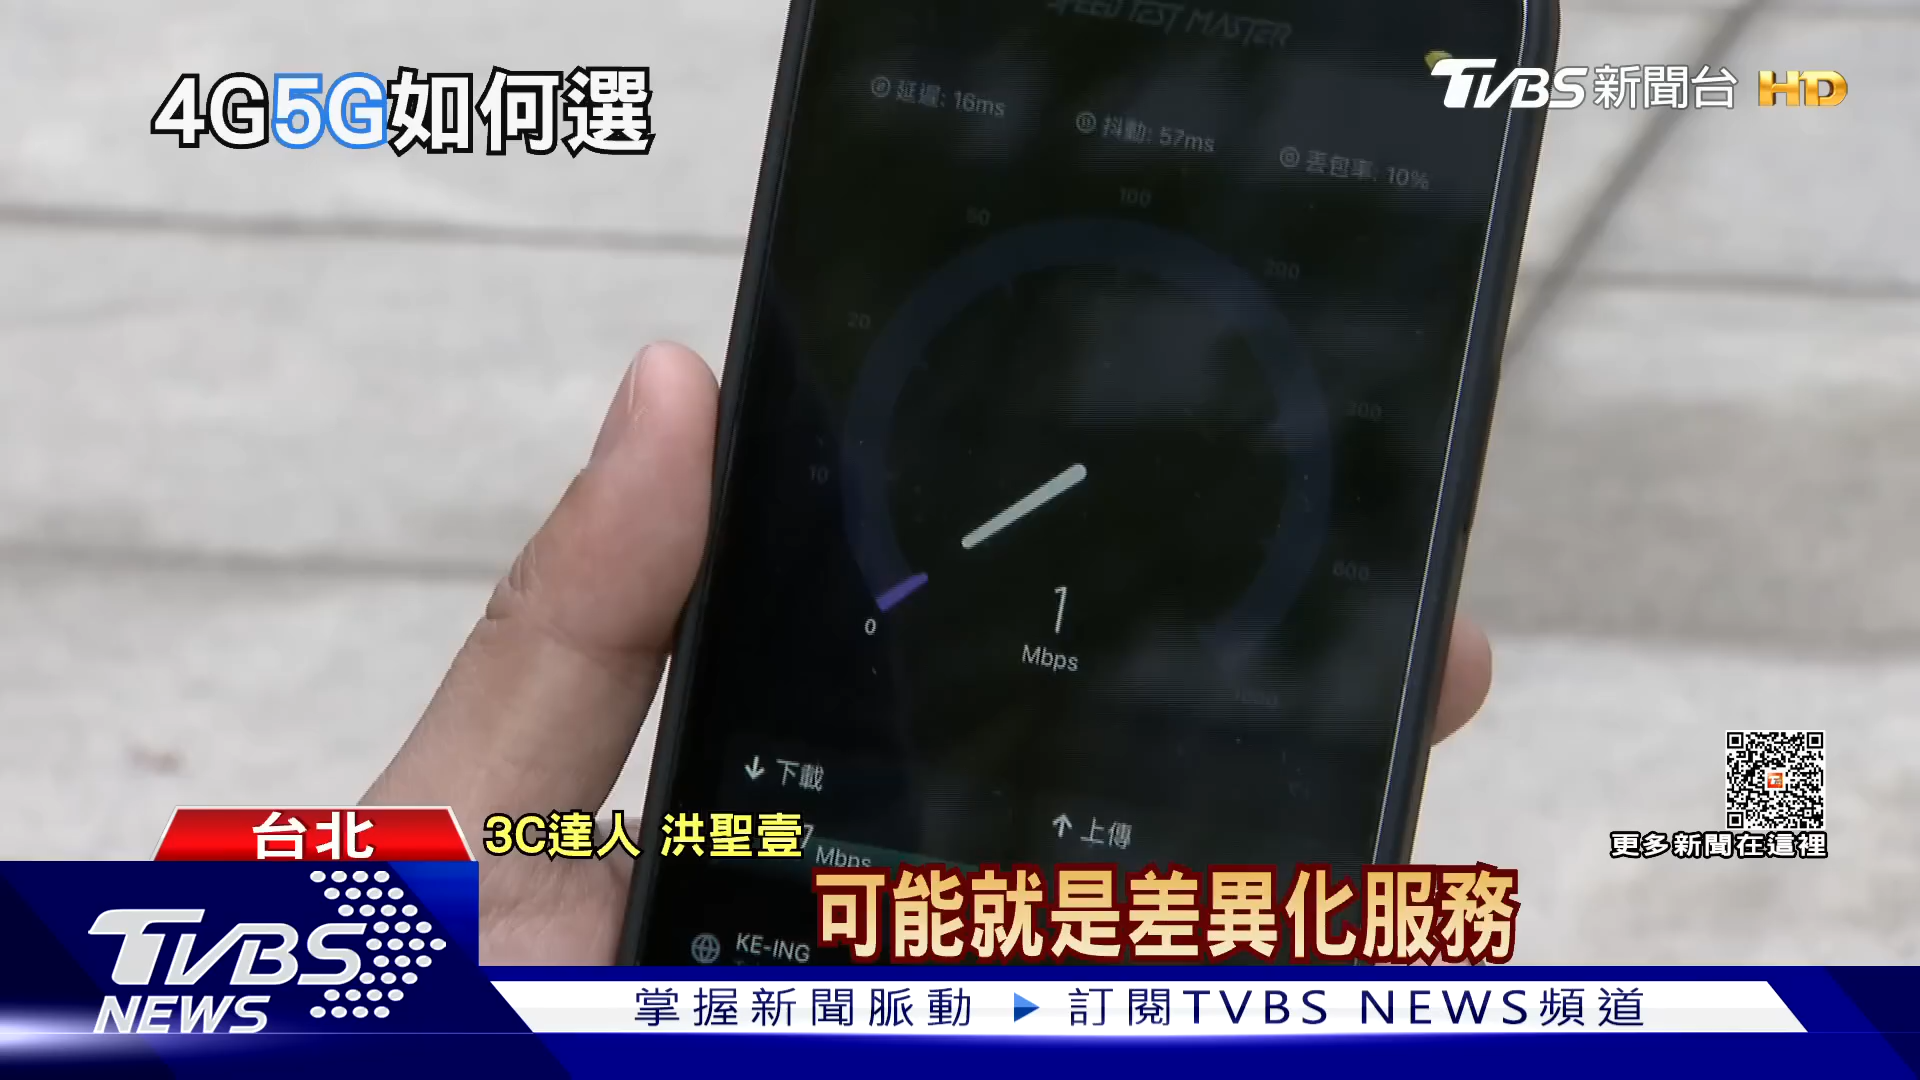 4G5G如何選
TVBS新聞台 HD
SPEED TEST MASTER
延遲: 16ms
抖動: 57ms
丟包率: 10%
100
50
200
20
300
10
600
0
1
Mbps
1000
下載
上傳
Mbps
KE-ING
更多新聞在這裡
台北
3C達人 洪聖壹
可能就是差異化服務
TVBS
NEWS
掌握新聞脈動 ▶ 訂閱TVBS NEWS頻道